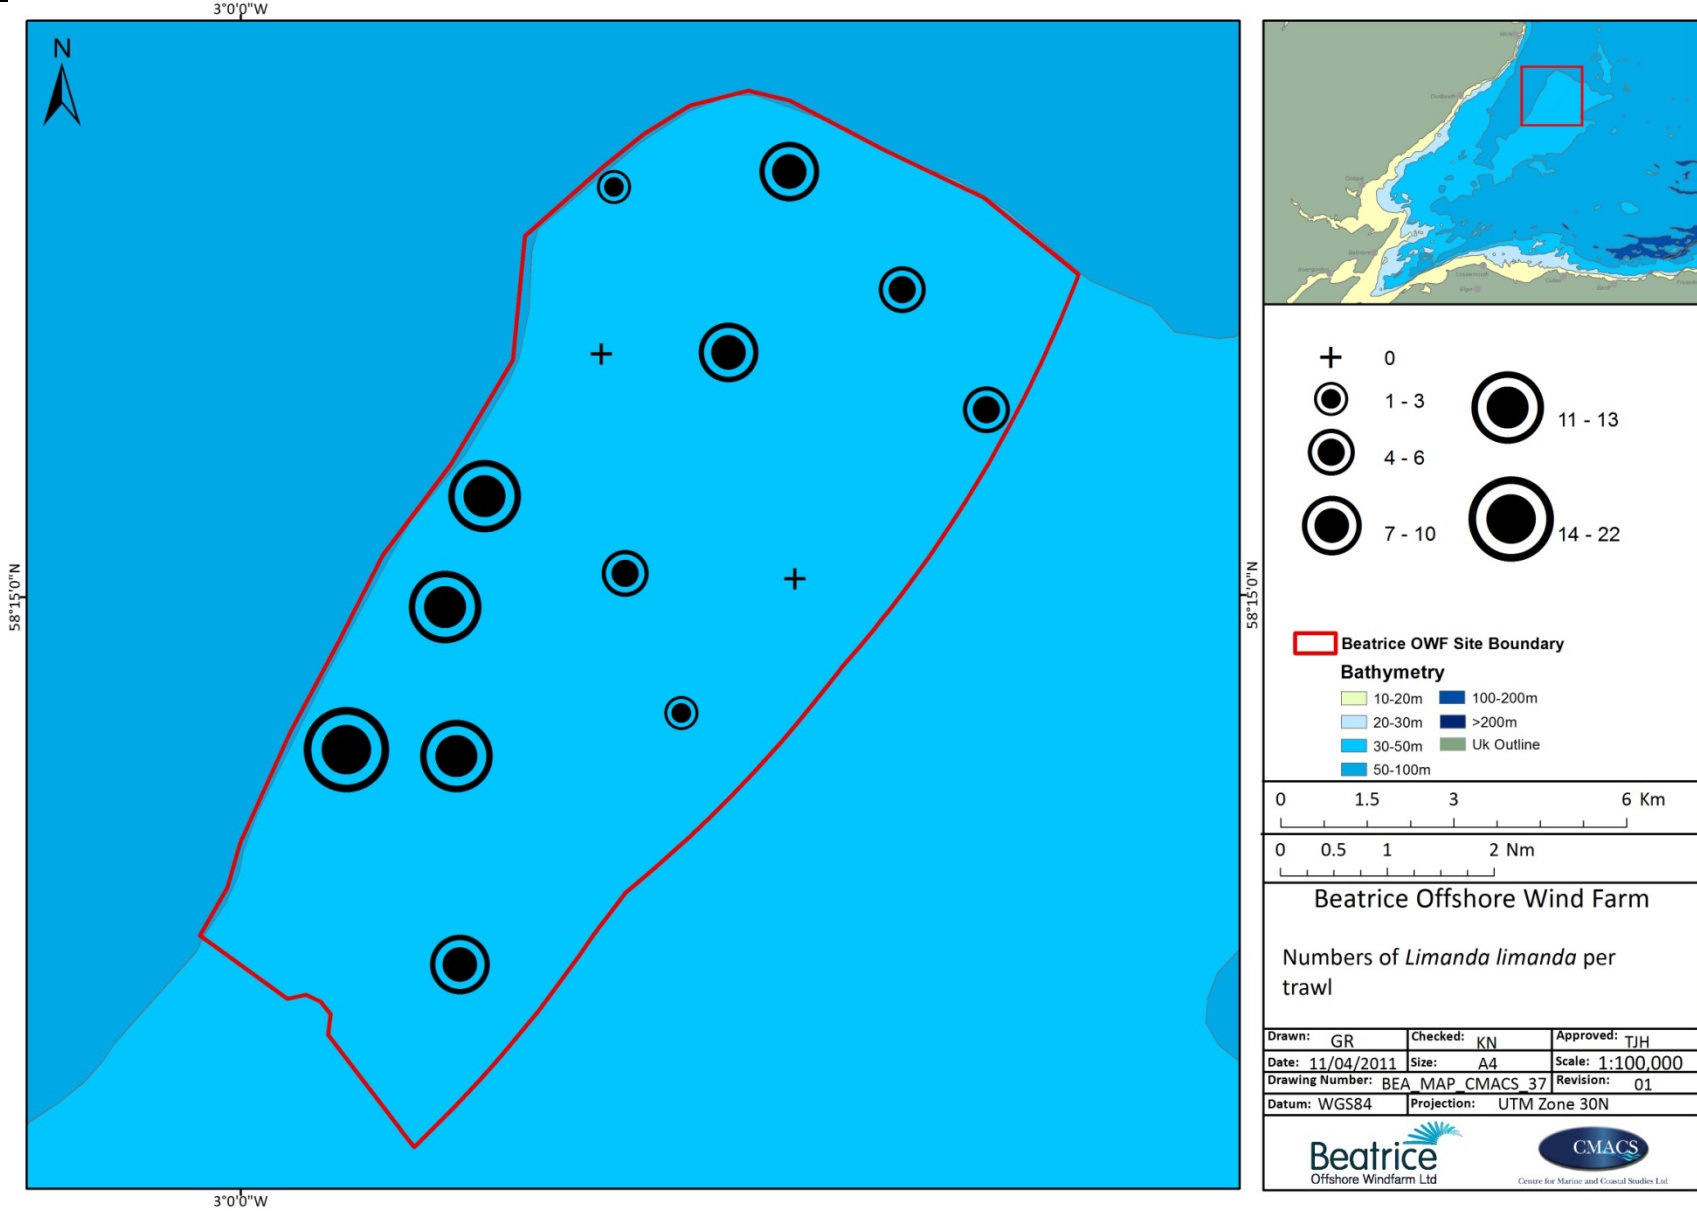 3°0'0"W
N
58°15'0"N
58°15'0"N
3°0'0"W
0
1 - 3
4 - 6
7 - 10
11 - 13
14 - 22
Beatrice OWF Site Boundary
Bathymetry
10-20m
20-30m
30-50m
50-100m
100-200m
>200m
Uk Outline
0 1.5 3 6 Km
0 0.5 1 2 Nm
Beatrice Offshore Wind Farm
Numbers of Limanda limanda per
trawl
Drawn: GR Checked: KN Approved: TJH
Date: 11/04/2011 Size: A4 Scale: 1:100,000
Drawing Number: BEA_MAP_CMACS_37 Revision: 01
Datum: WGS84 Projection: UTM Zone 30N
Beatrice
Offshore Windfarm Ltd
CMACS
Centre for Marine and Coastal Studies Ltd